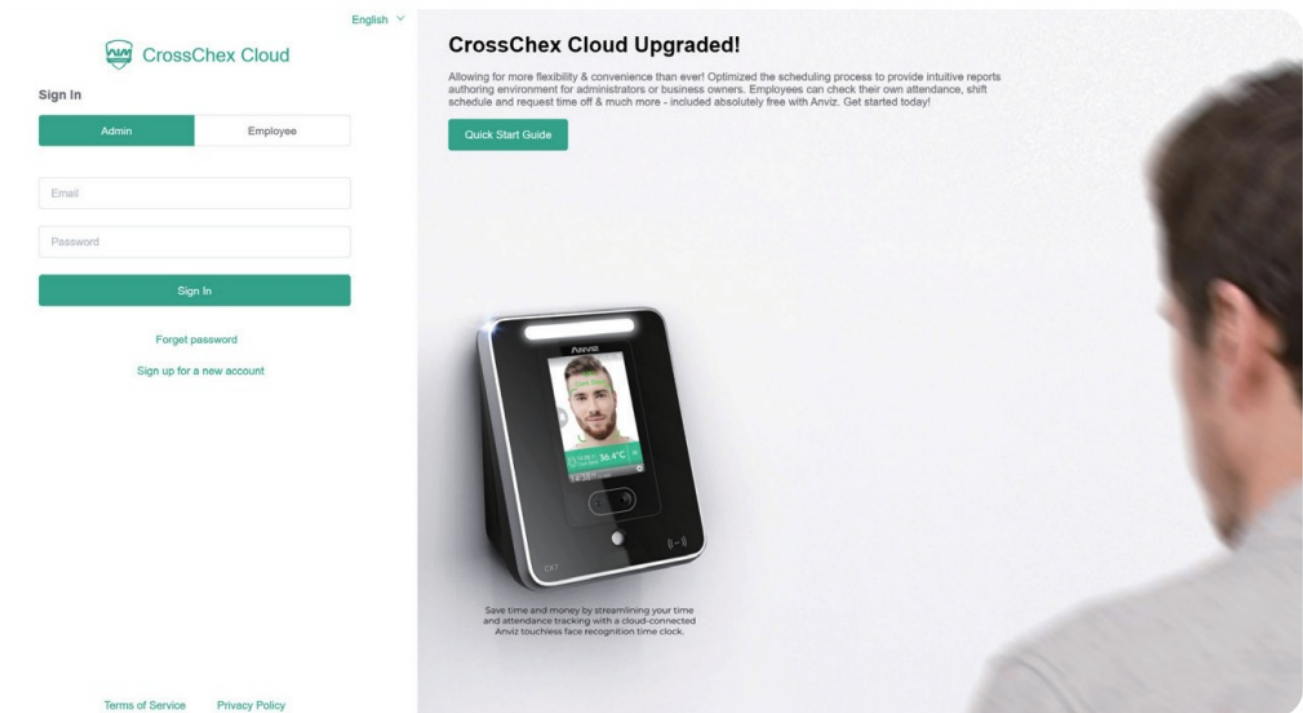 English
CrossChex Cloud
Sign In
Admin
Employee
Email
Password
Sign In
Forget password
Sign up for a new account
Terms of Service
Privacy Policy
CrossChex Cloud Upgraded!
Allowing for more flexibility & convenience than ever! Optimized the scheduling process to provide intuitive reports
authoring environment for administrators or business owners. Employees can check their own attendance, shift
schedule and request time off & much more - included absolutely free with Anviz. Get started today!
Quick Start Guide
ANVIZ
36.4°C
14:38
CX7
Save time and money by streamlining your time
and attendance tracking with a cloud-connected
Anviz touchless face recognition time clock.